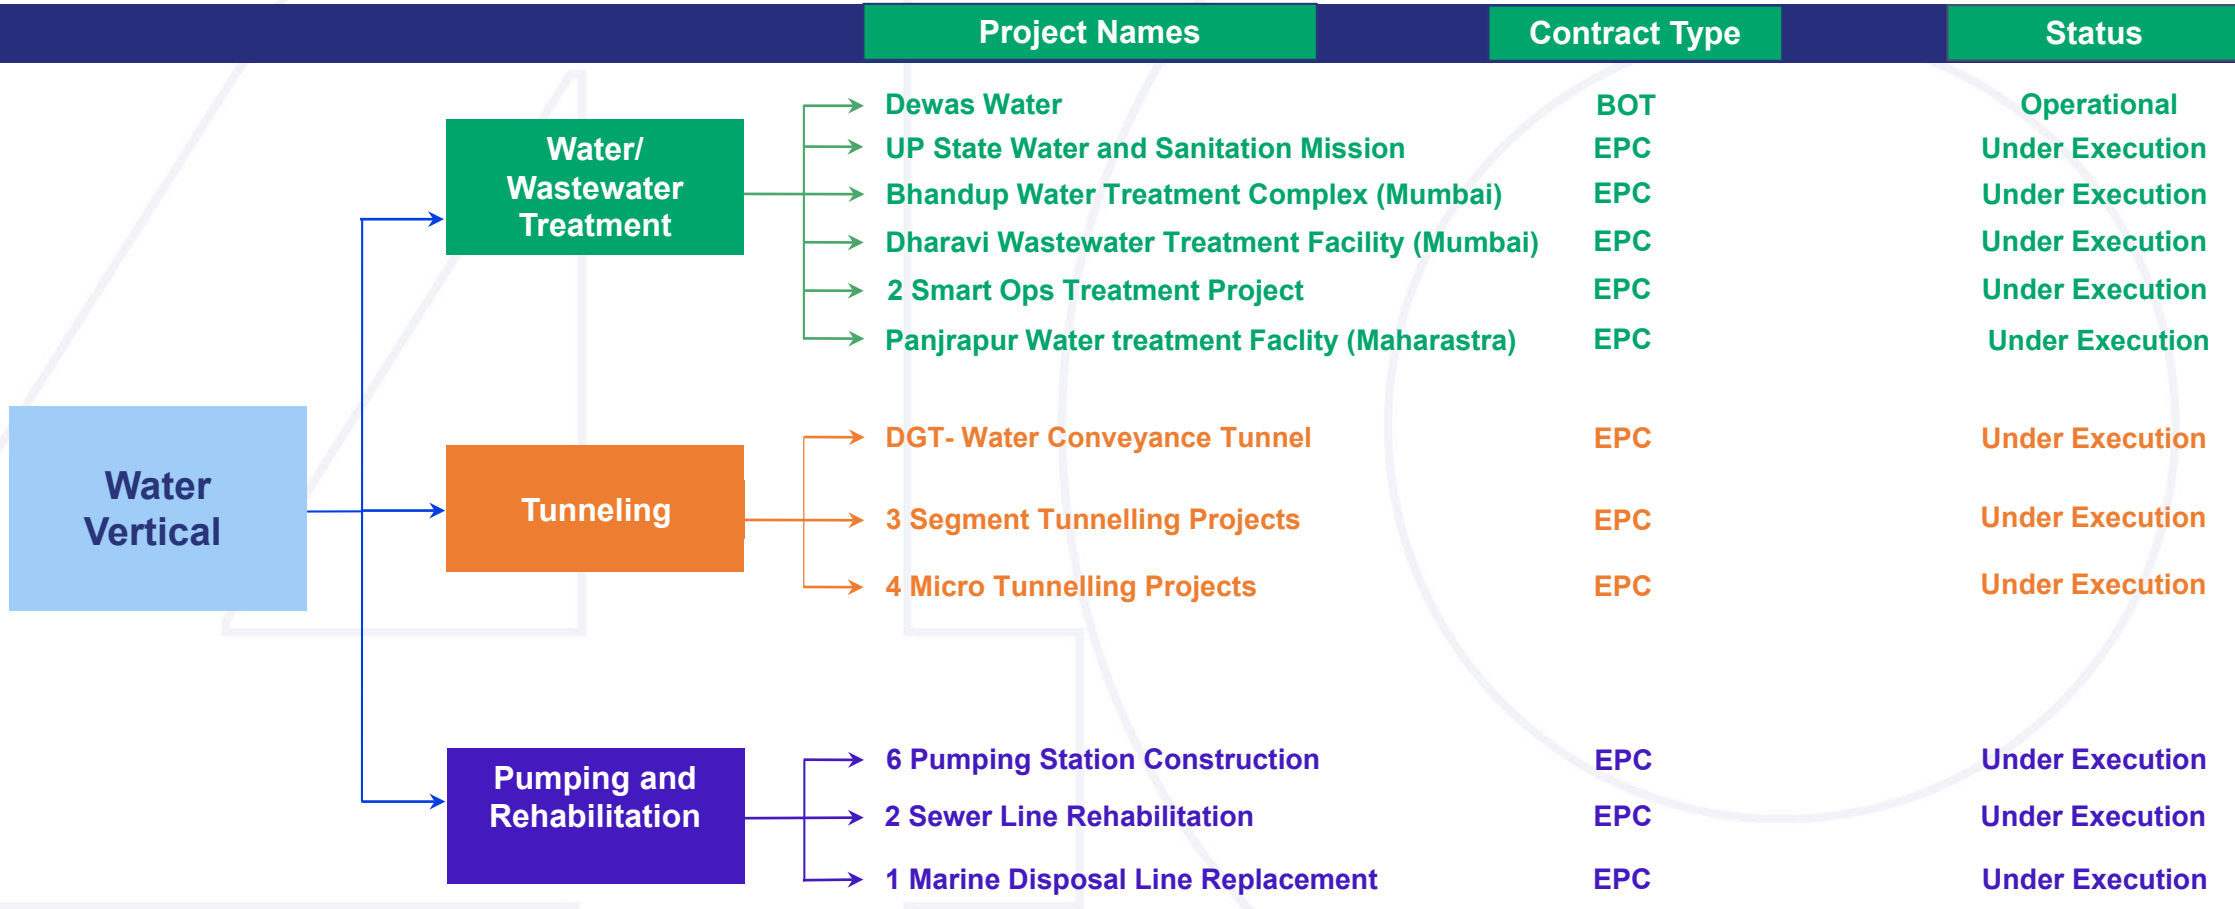 Project Names Contract Type Status
Water/
Wastewater
Treatment
Dewas Water BOT Operational
UP State Water and Sanitation Mission EPC Under Execution
Bhandup Water Treatment Complex (Mumbai) EPC Under Execution
Dharavi Wastewater Treatment Facility (Mumbai) EPC Under Execution
2 Smart Ops Treatment Project EPC Under Execution
Panjrapur Water treatment Faclity (Maharastra) EPC Under Execution
Water
Vertical
Tunneling
DGT- Water Conveyance Tunnel EPC Under Execution
3 Segment Tunnelling Projects EPC Under Execution
4 Micro Tunnelling Projects EPC Under Execution
Pumping and
Rehabilitation
6 Pumping Station Construction EPC Under Execution
2 Sewer Line Rehabilitation EPC Under Execution
1 Marine Disposal Line Replacement EPC Under Execution